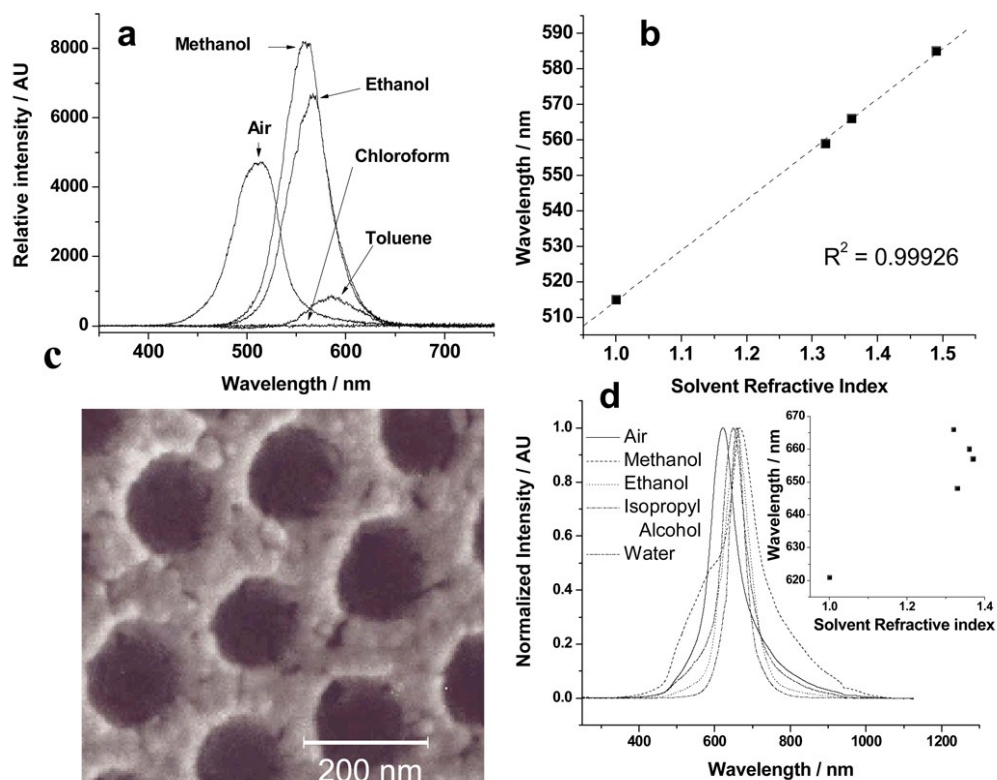 a
Methanol
Ethanol
Air
Chloroform
Toluene
8000
6000
4000
2000
0
Relative intensity / AU
400
500
600
700
Wavelength / nm
b
590
580
570
560
550
540
530
520
510
Wavelength / nm
R² = 0.99926
1.0
1.1
1.2
1.3
1.4
1.5
Solvent Refractive Index
c
200 nm
d
Air
Methanol
Ethanol
Isopropyl
Alcohol
Water
1.0
0.8
0.6
0.4
0.2
0.0
Normalized Intensity / AU
400
600
800
1000
1200
Wavelength / nm
670
660
650
640
630
620
Wavelength / nm
1.0
1.2
1.4
Solvent Refractive index